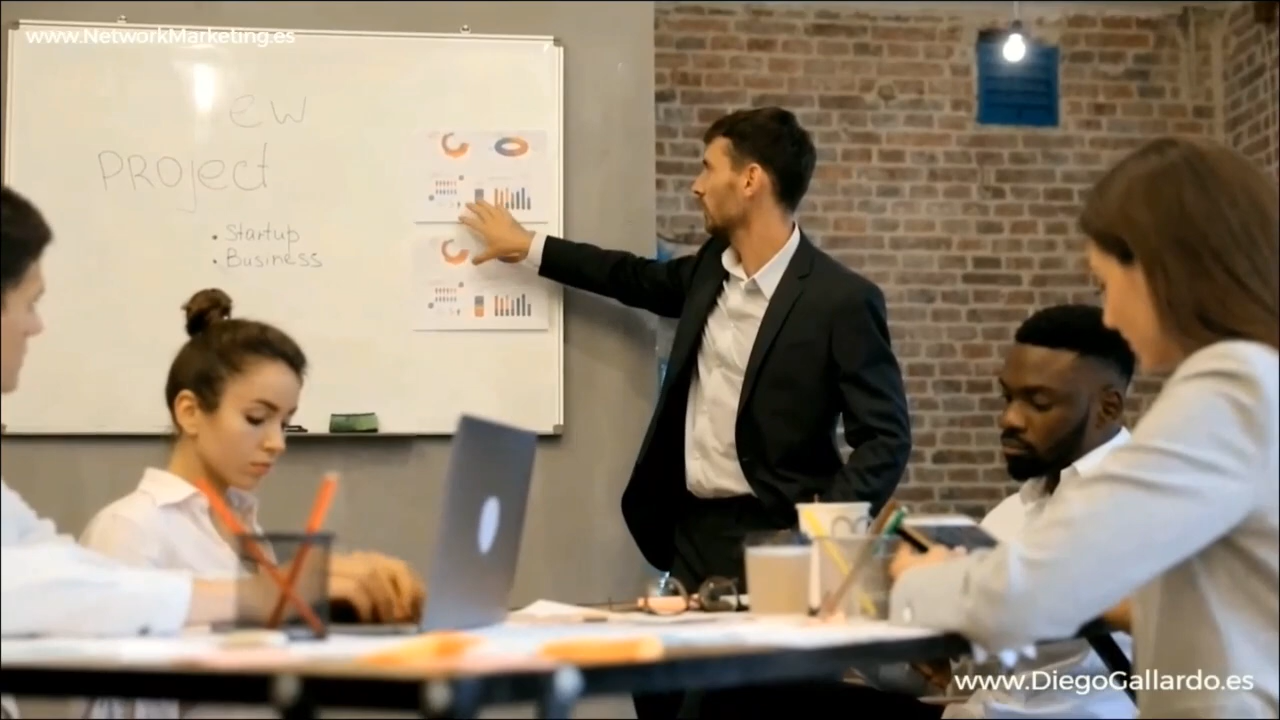 www.NetworkMarketing.es
ew
PROject
• Startup
• Business
www.DiegoGallardo.es